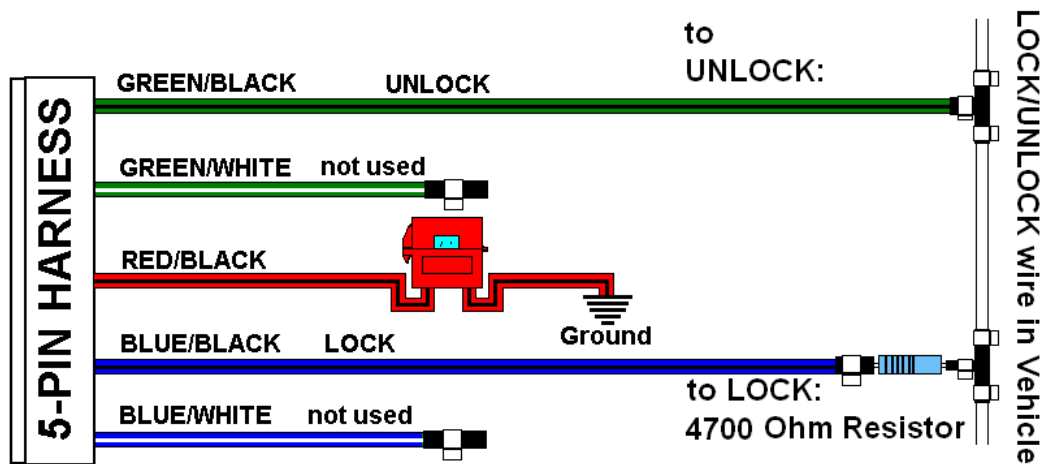 to
UNLOCK:
GREEN/BLACK UNLOCK
GREEN/WHITE not used
RED/BLACK
Ground
BLUE/BLACK LOCK
to LOCK:
4700 Ohm Resistor
BLUE/WHITE not used
5-PIN HARNESS
LOCK/UNLOCK wire in Vehicle